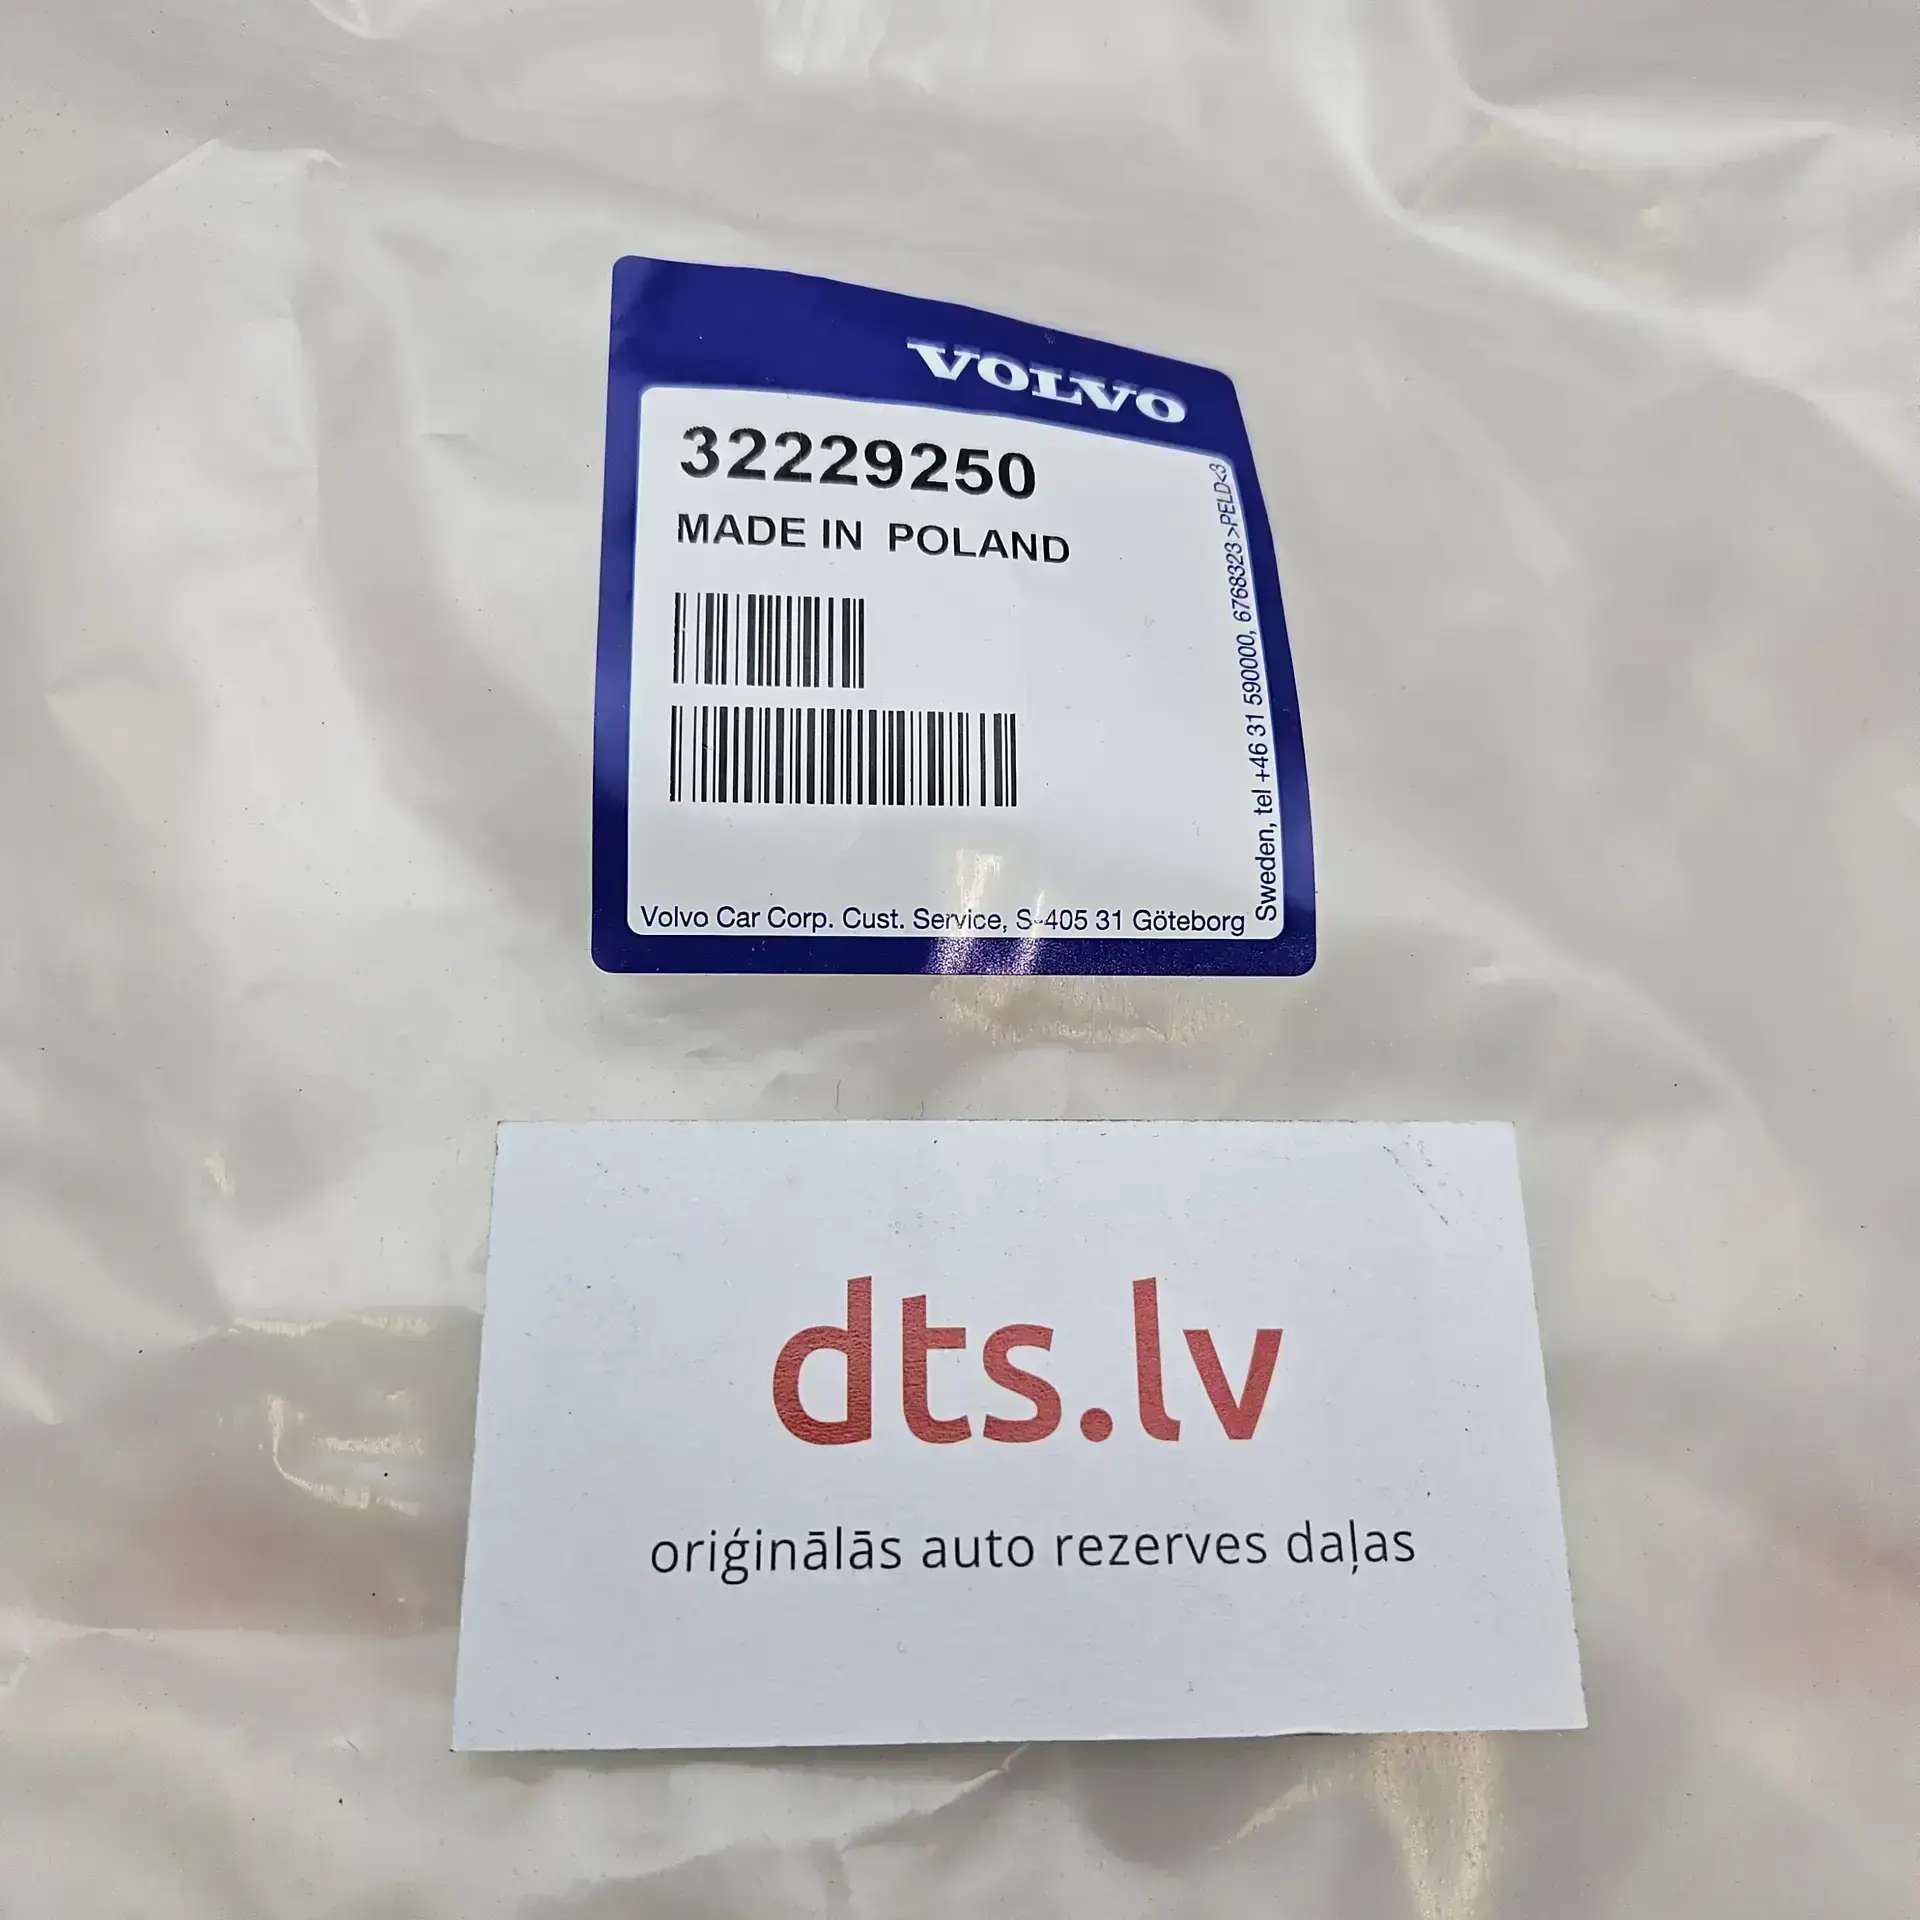 VOLVO
32229250
MADE IN POLAND
Volvo Car Corp. Cust. Service, S-405 31 Göteborg
Sweden, tel +46 31 590000, 6768323 >PELD<3
dts.lv
oriģinālās auto rezerves daļas